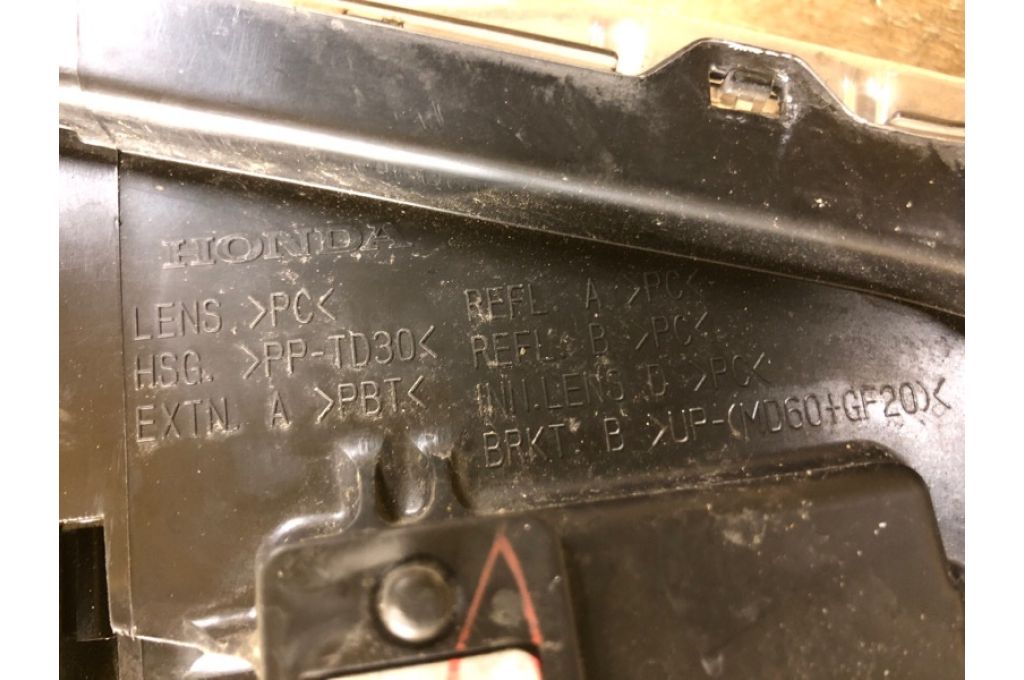 HONDA
LENS >PC<
HSG. >PP-TD30<
EXTN. A >PBT<
REFL. A >PC<
REFL. B >PC<
INN.LENS D >PC<
BRKT. B >UP-(MD60+GF20)<